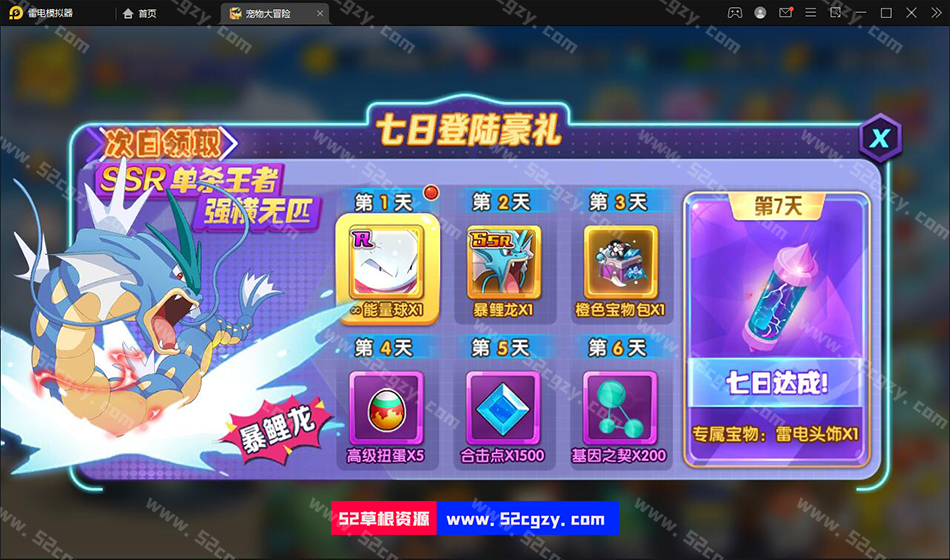 雷电模拟器
首页
宠物大冒险
七日登陆豪礼
X
次日领取
SSR单杀王者
强横无匹
暴鲤龙
第1天
R
∞能量球X1
第2天
SSR
暴鲤龙X1
第3天
橙色宝物包X1
第4天
高级扭蛋X5
第5天
合击点X1500
第6天
基因之契X200
第7天
七日达成!
专属宝物：雷电头饰X1
52草根资源
www.52cgzy.com
www.52cgzy.com